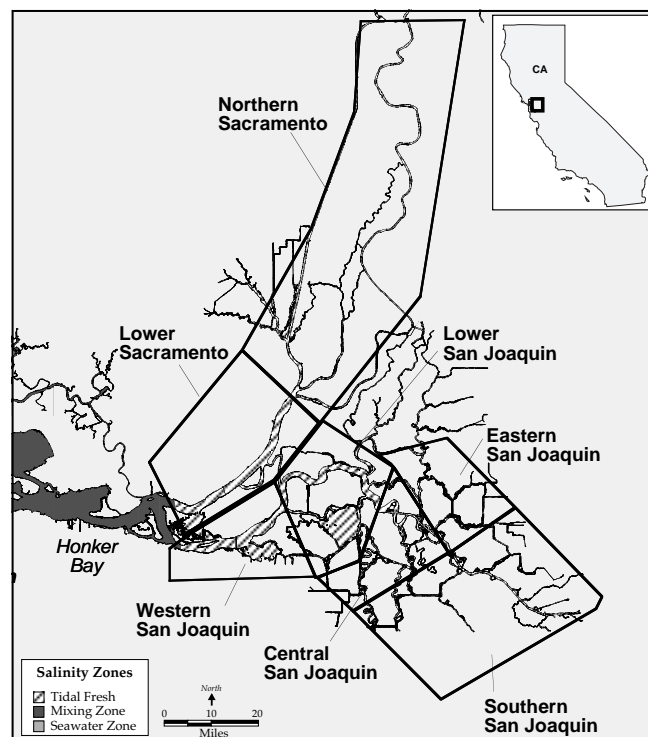 CA
Northern
Sacramento
Lower
Sacramento
Lower
San Joaquin
Eastern
San Joaquin
Honker
Bay
Western
San Joaquin
Central
San Joaquin
Southern
San Joaquin
Salinity Zones
Tidal Fresh
Mixing Zone
Seawater Zone
North
0 10 20
Miles